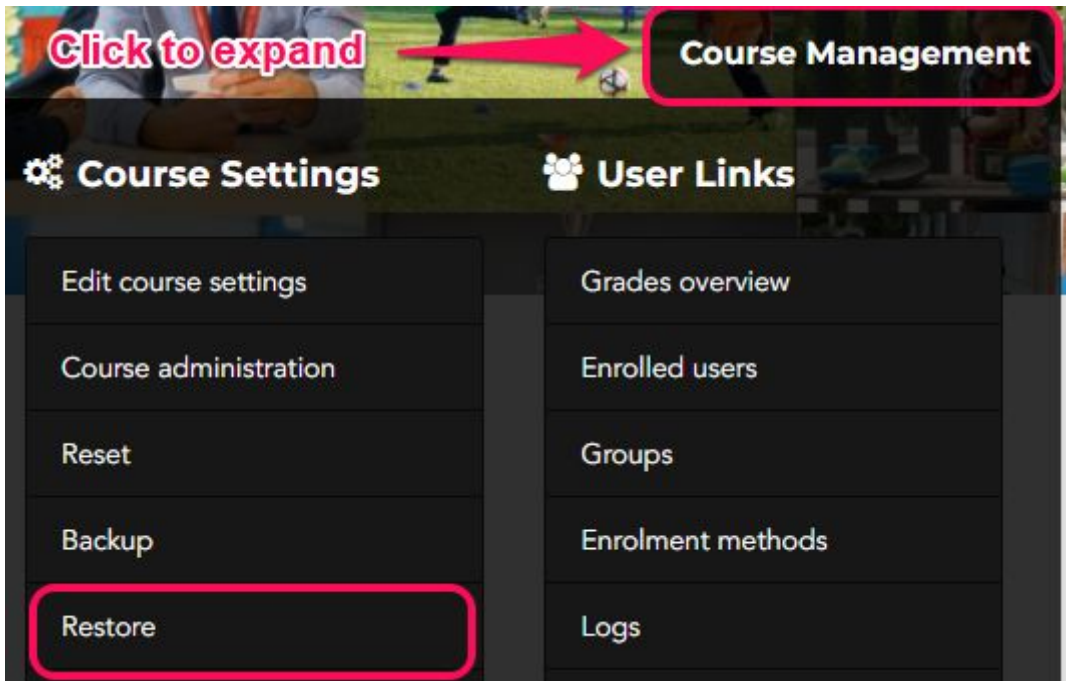 Click to expand
Course Management
Course Settings
Edit course settings
Course administration
Reset
Backup
Restore
User Links
Grades overview
Enrolled users
Groups
Enrolment methods
Logs